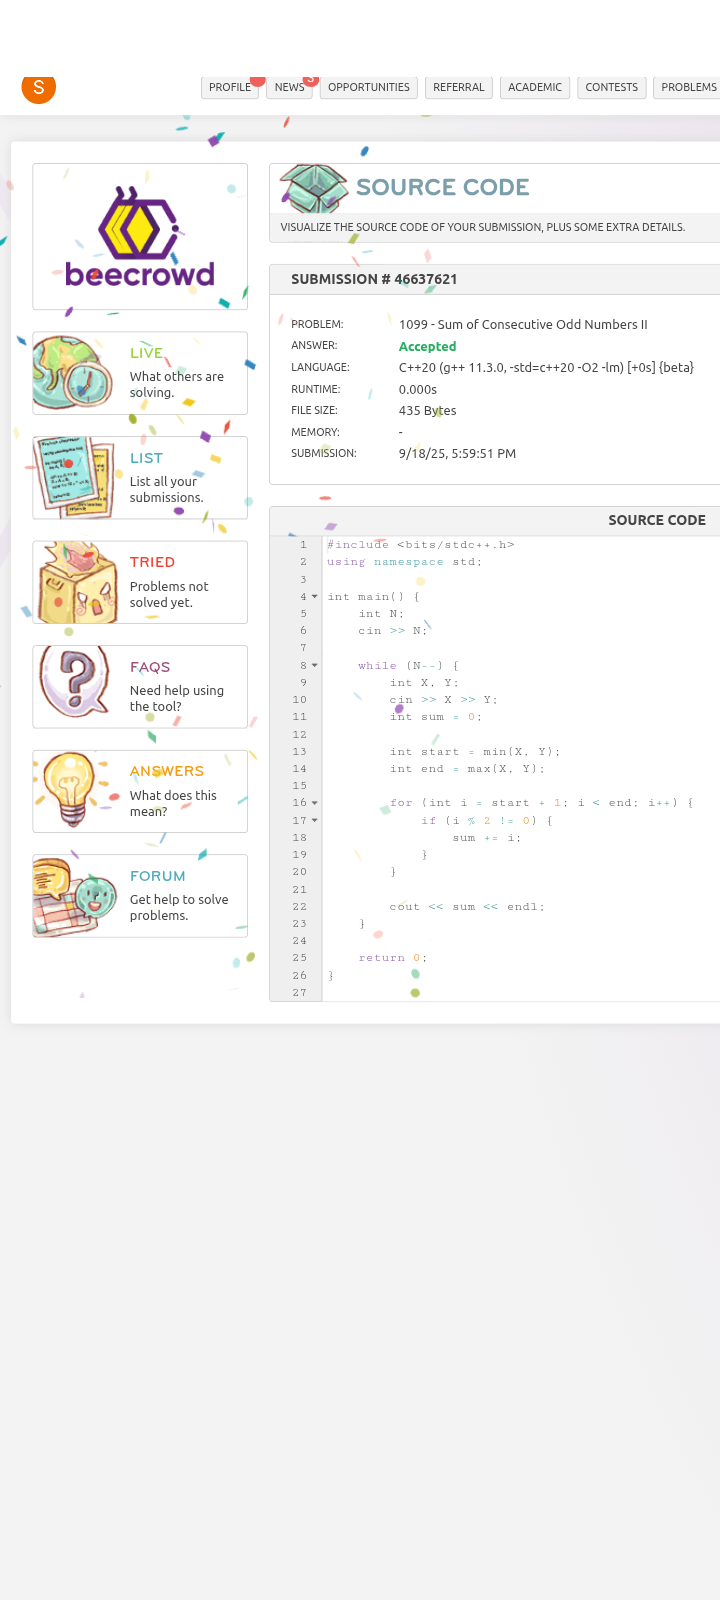 S
PROFILE NEWS OPPORTUNITIES REFERRAL ACADEMIC CONTESTS PROBLEMS
beecrowd
LIVE
What others are
solving.
LIST
List all your
submissions.
TRIED
Problems not
solved yet.
FAQS
Need help using
the tool?
ANSWERS
What does this
mean?
FORUM
Get help to solve
problems.
SOURCE CODE
VISUALIZE THE SOURCE CODE OF YOUR SUBMISSION, PLUS SOME EXTRA DETAILS.
SUBMISSION # 46637621
PROBLEM: 1099 - Sum of Consecutive Odd Numbers II
ANSWER: Accepted
LANGUAGE: C++20 (g++ 11.3.0, -std=c++20 -O2 -lm) [+0s] {beta}
RUNTIME: 0.000s
FILE SIZE: 435 Bytes
MEMORY: -
SUBMISSION: 9/18/25, 5:59:51 PM
SOURCE CODE
1 #include <bits/stdc++.h>
2 using namespace std;
3
4 int main() {
5     int N;
6     cin >> N;
7
8     while (N--) {
9         int X, Y;
10         cin >> X >> Y;
11         int sum = 0;
12
13         int start = min(X, Y);
14         int end = max(X, Y);
15
16         for (int i = start + 1; i < end; i++) {
17             if (i % 2 != 0) {
18                 sum += i;
19             }
20         }
21
22         cout << sum << endl;
23     }
24
25     return 0;
26 }
27